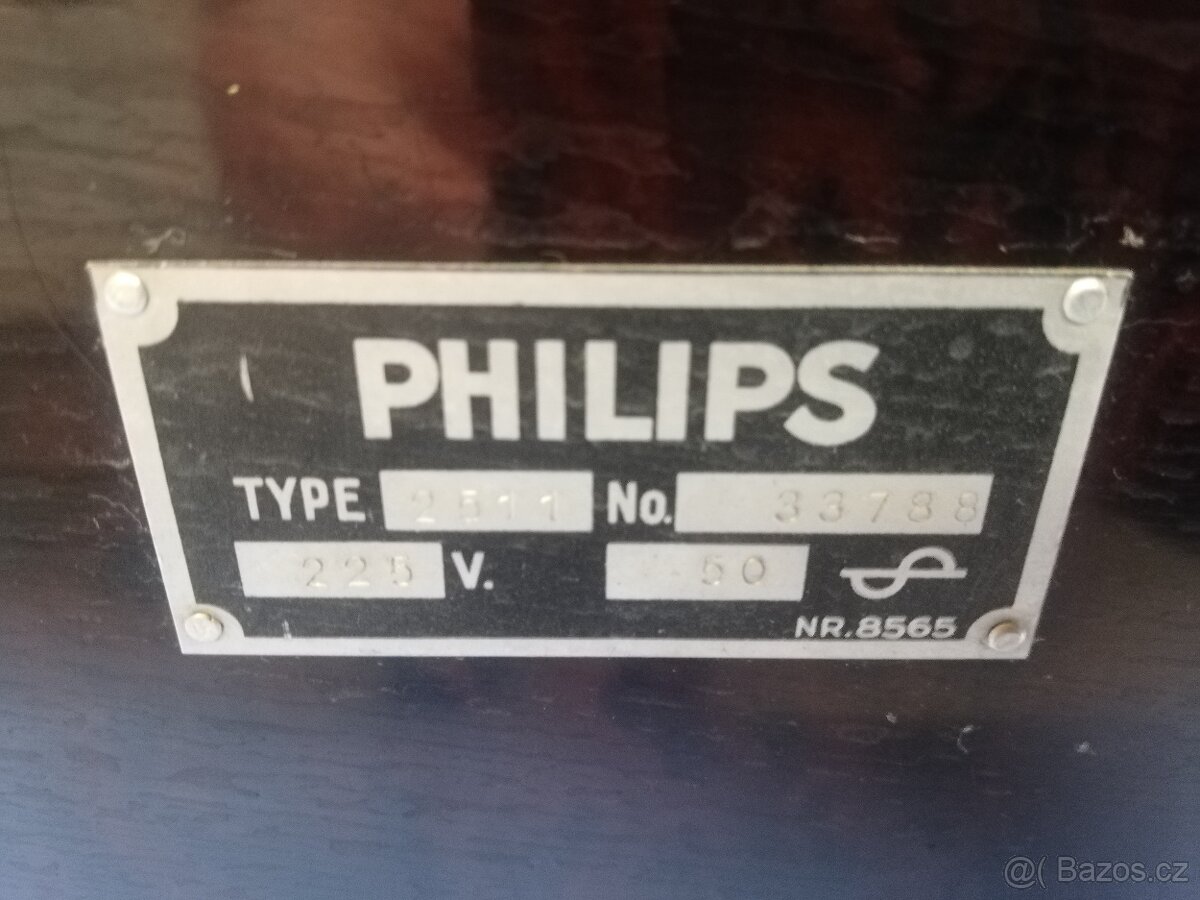 PHILIPS
TYPE 2511 No. 33788
225 V. 50
NR.8565
@( Bazos.cz